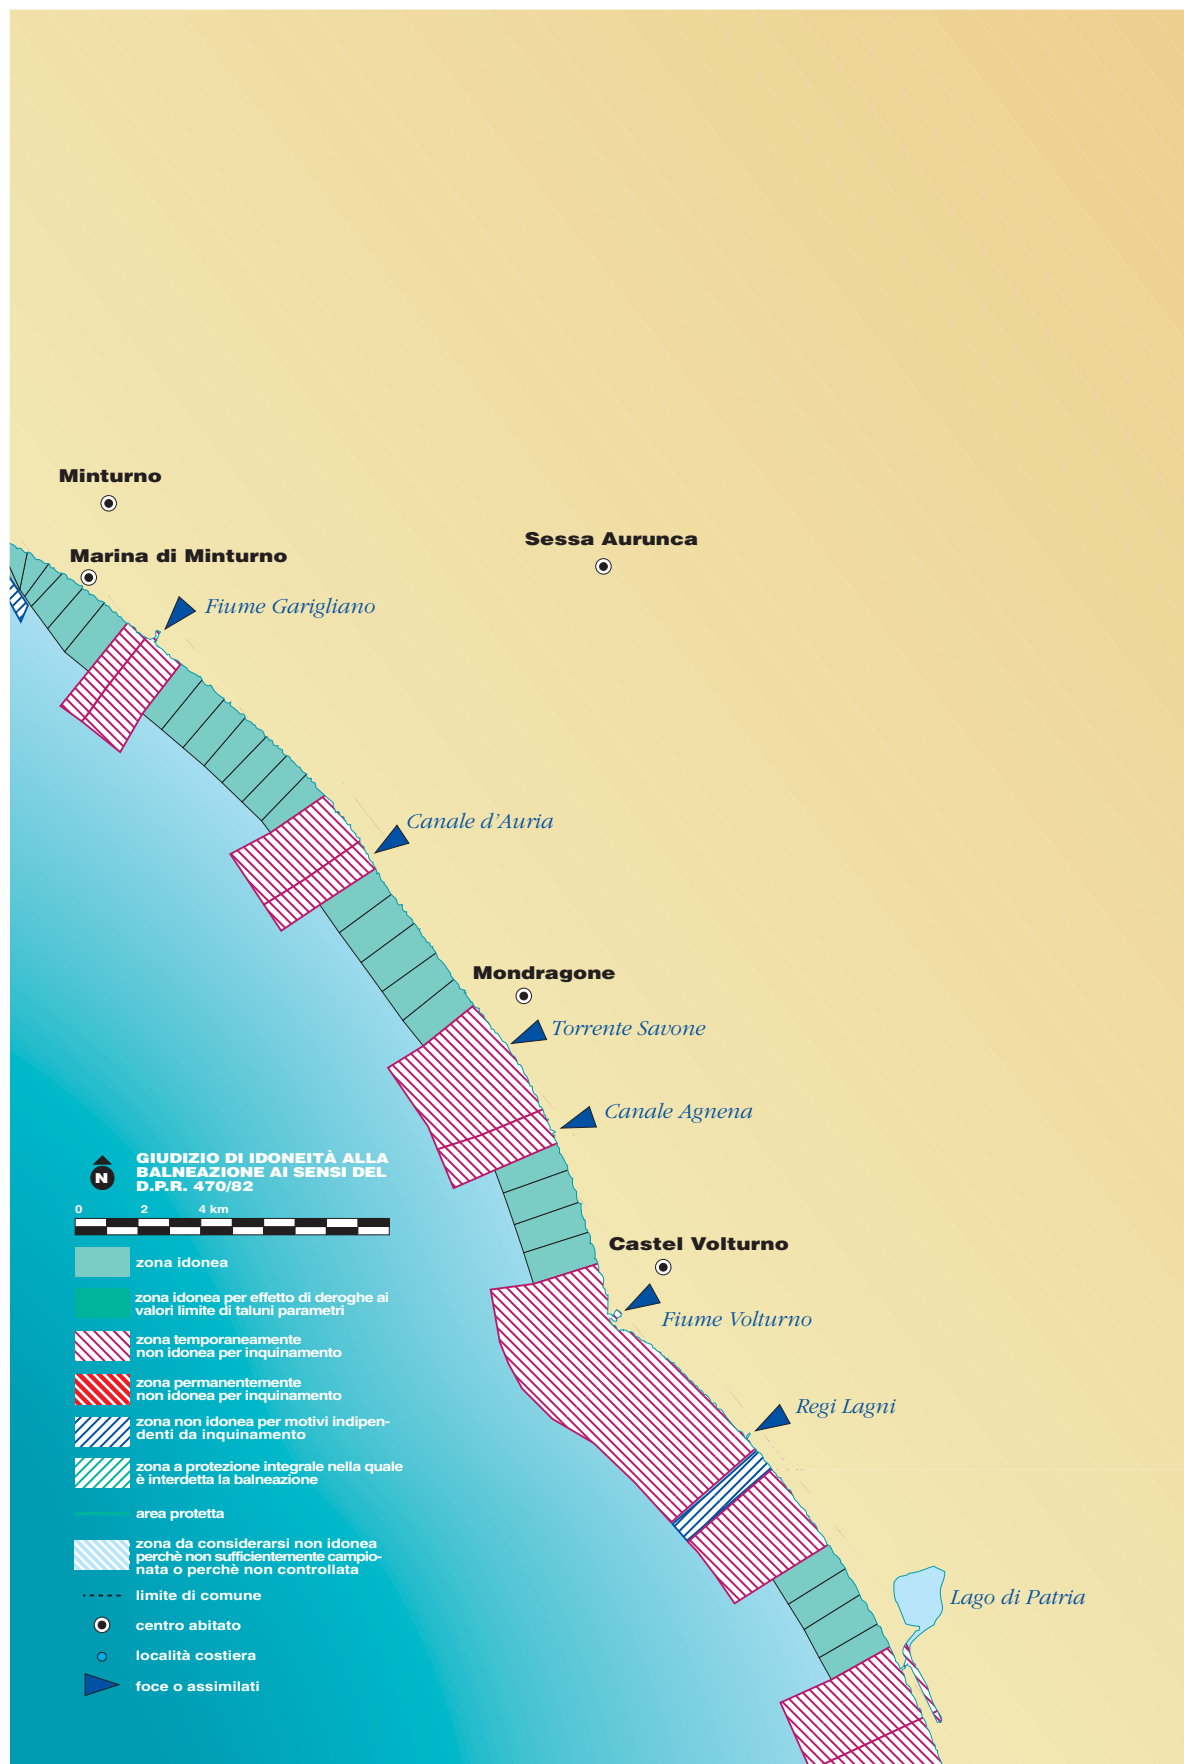 Minturno
Sessa Aurunca
Marina di Minturno
Fiume Garigliano
Canale d'Auria
Mondragone
Torrente Savone
Canale Agnena
GIUDIZIO DI IDONEITÀ ALLA
BALNEAZIONE AI SENSI DEL
D.P.R. 470/82
N
0 2 4 km
Castel Volturno
zona idonea
Fiume Volturno
zona idonea per effetto di deroghe ai
valori limite di taluni parametri
zona temporaneamente
non idonea per inquinamento
zona permanentemente
non idonea per inquinamento
Regi Lagni
zona non idonea per motivi indipen-
denti da inquinamento
zona a protezione integrale nella quale
è interdetta la balneazione
area protetta
zona da considerarsi non idonea
perchè non sufficientemente campio-
nata o perchè non controllata
limite di comune
Lago di Patria
centro abitato
località costiera
foce o assimilati